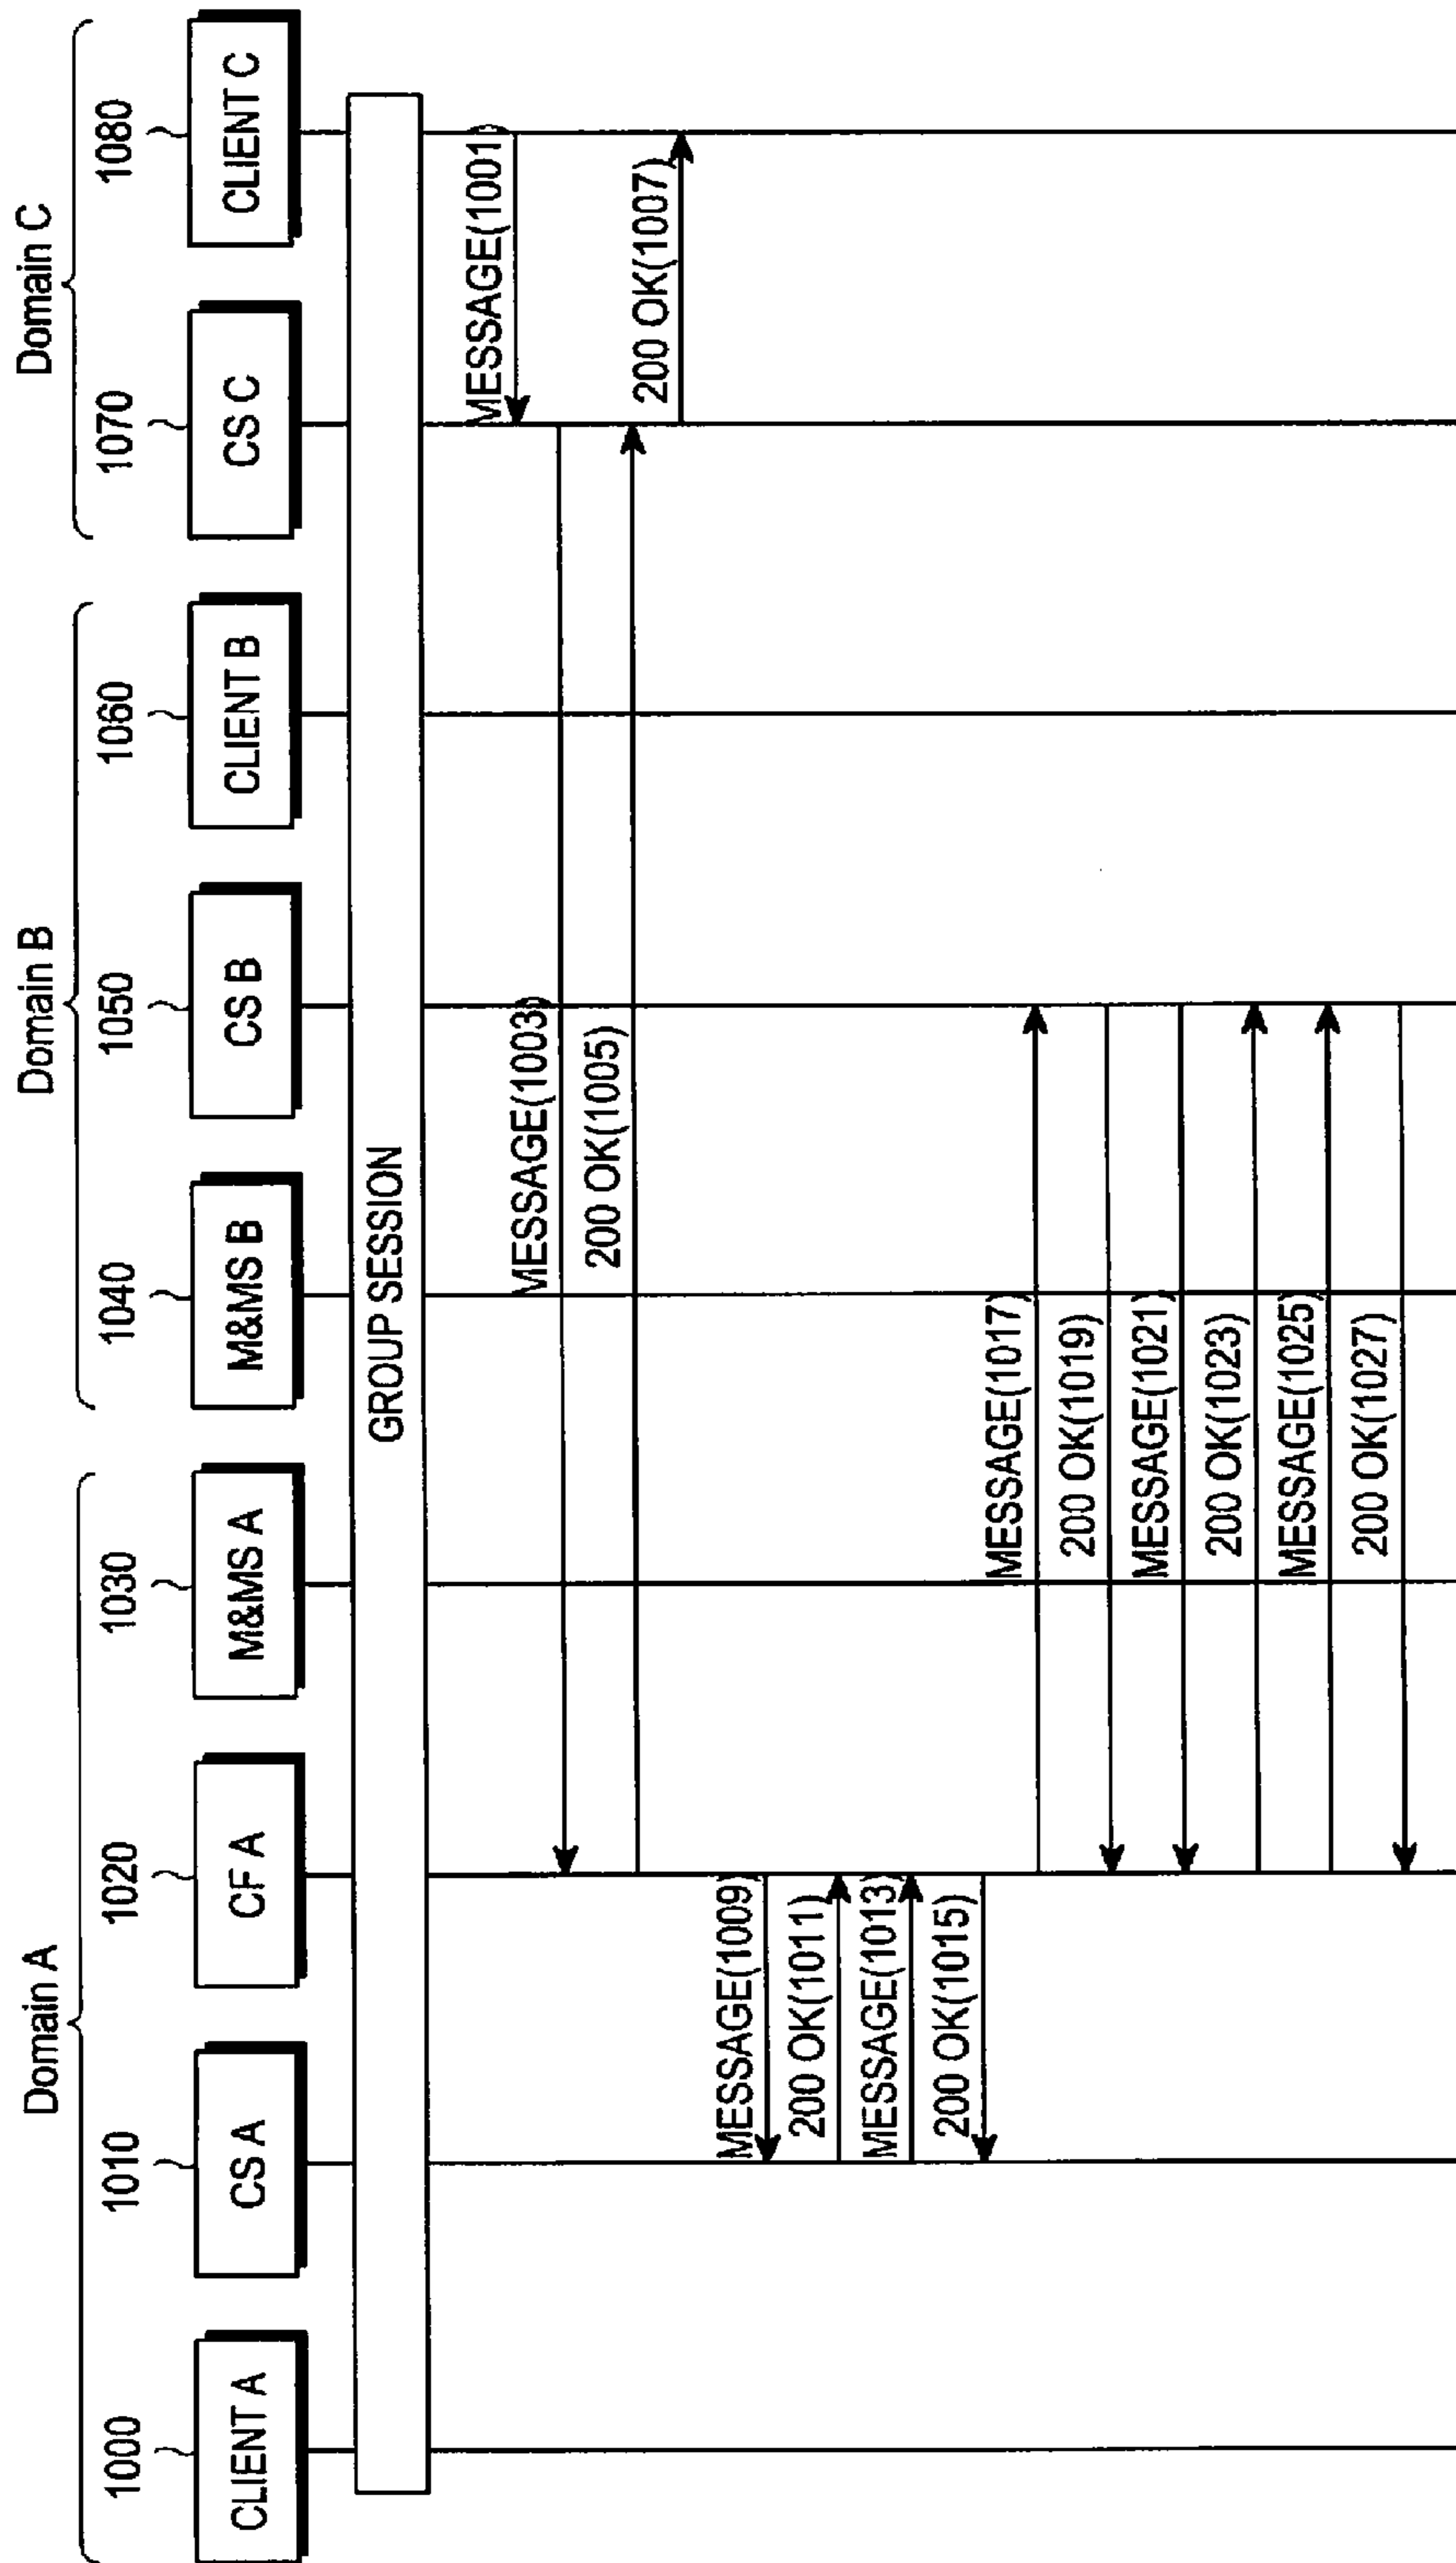 Domain A
Domain B
Domain C
1000
1010
1020
1030
1040
1050
1060
1070
1080
CLIENT A
CS A
CF A
M&MS A
M&MS B
CS B
CLIENT B
CS C
CLIENT C
GROUP SESSION
MESSAGE(1001)
MESSAGE(1003)
200 OK(1005)
200 OK(1007)
MESSAGE(1009)
200 OK(1011)
MESSAGE(1013)
200 OK(1015)
MESSAGE(1017)
200 OK(1019)
MESSAGE(1021)
200 OK(1023)
MESSAGE(1025)
200 OK(1027)